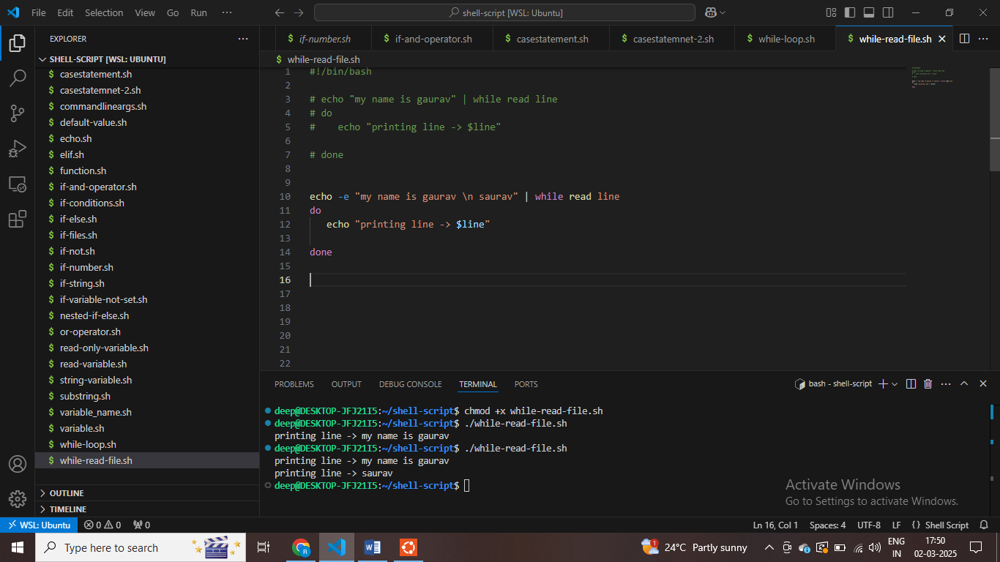 File Edit Selection View Go Run ···
shell-script [WSL: Ubuntu]
EXPLORER ···
SHELL-SCRIPT [WSL: UBUNTU]
casestatement.sh
casestatemnet-2.sh
commandlineargs.sh
default-value.sh
echo.sh
elif.sh
function.sh
if-and-operator.sh
if-conditions.sh
if-else.sh
if-files.sh
if-not.sh
if-number.sh
if-string.sh
if-variable-not-set.sh
nested-if-else.sh
or-operator.sh
read-only-variable.sh
read-variable.sh
string-variable.sh
substring.sh
variable_name.sh
variable.sh
while-loop.sh
while-read-file.sh
OUTLINE
TIMELINE
if-number.sh if-and-operator.sh casestatement.sh casestatemnet-2.sh while-loop.sh while-read-file.sh
while-read-file.sh
1 #!/bin/bash
2
3 # echo "my name is gaurav" | while read line
4 # do
5 #    echo "printing line -> $line"
6
7 # done
8
9
10 echo -e "my name is gaurav \n saurav" | while read line
11 do
12    echo "printing line -> $line"
13
14 done
15
16
17
18
19
20
21
22
PROBLEMS OUTPUT DEBUG CONSOLE TERMINAL PORTS
bash - shell-script
deep@DESKTOP-JFJ21I5:~/shell-script$ chmod +x while-read-file.sh
deep@DESKTOP-JFJ21I5:~/shell-script$ ./while-read-file.sh
printing line -> my name is gaurav
deep@DESKTOP-JFJ21I5:~/shell-script$ ./while-read-file.sh
printing line -> my name is gaurav
printing line -> saurav
deep@DESKTOP-JFJ21I5:~/shell-script$
Activate Windows
Go to Settings to activate Windows.
WSL: Ubuntu 0 0 0 Ln 16, Col 1 Spaces: 4 UTF-8 LF {} Shell Script
Type here to search
24°C Partly sunny
ENG
IN
17:50
02-03-2025